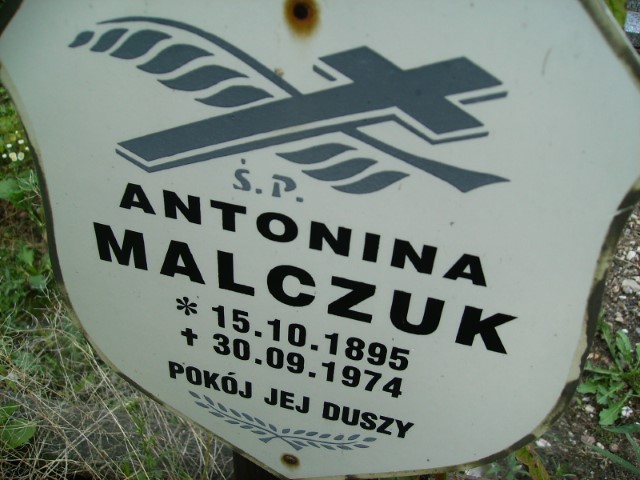 Ś.P.
ANTONINA
MALCZUK
* 15.10.1895
+ 30.09.1974
POKÓJ JEJ DUSZY